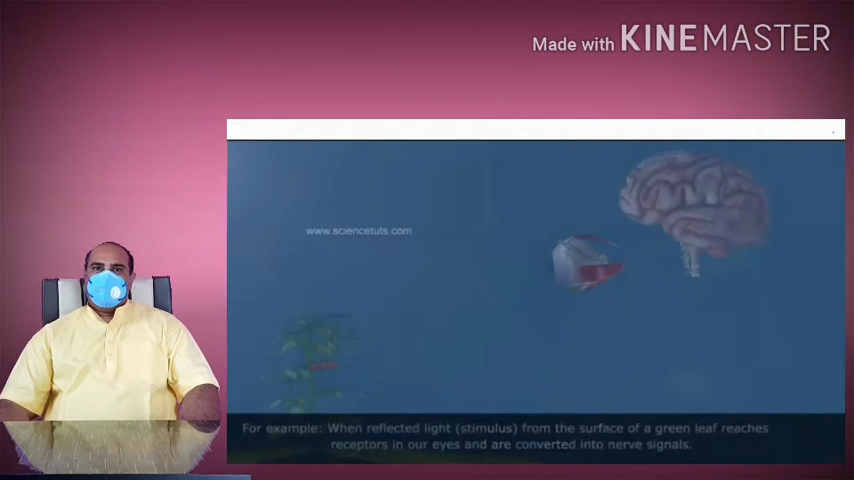 Made with KINEMASTER
www.sciencetuts.com
For example: When reflected light (stimulus) from the surface of a green leaf reaches
receptors in our eyes and are converted into nerve signals.